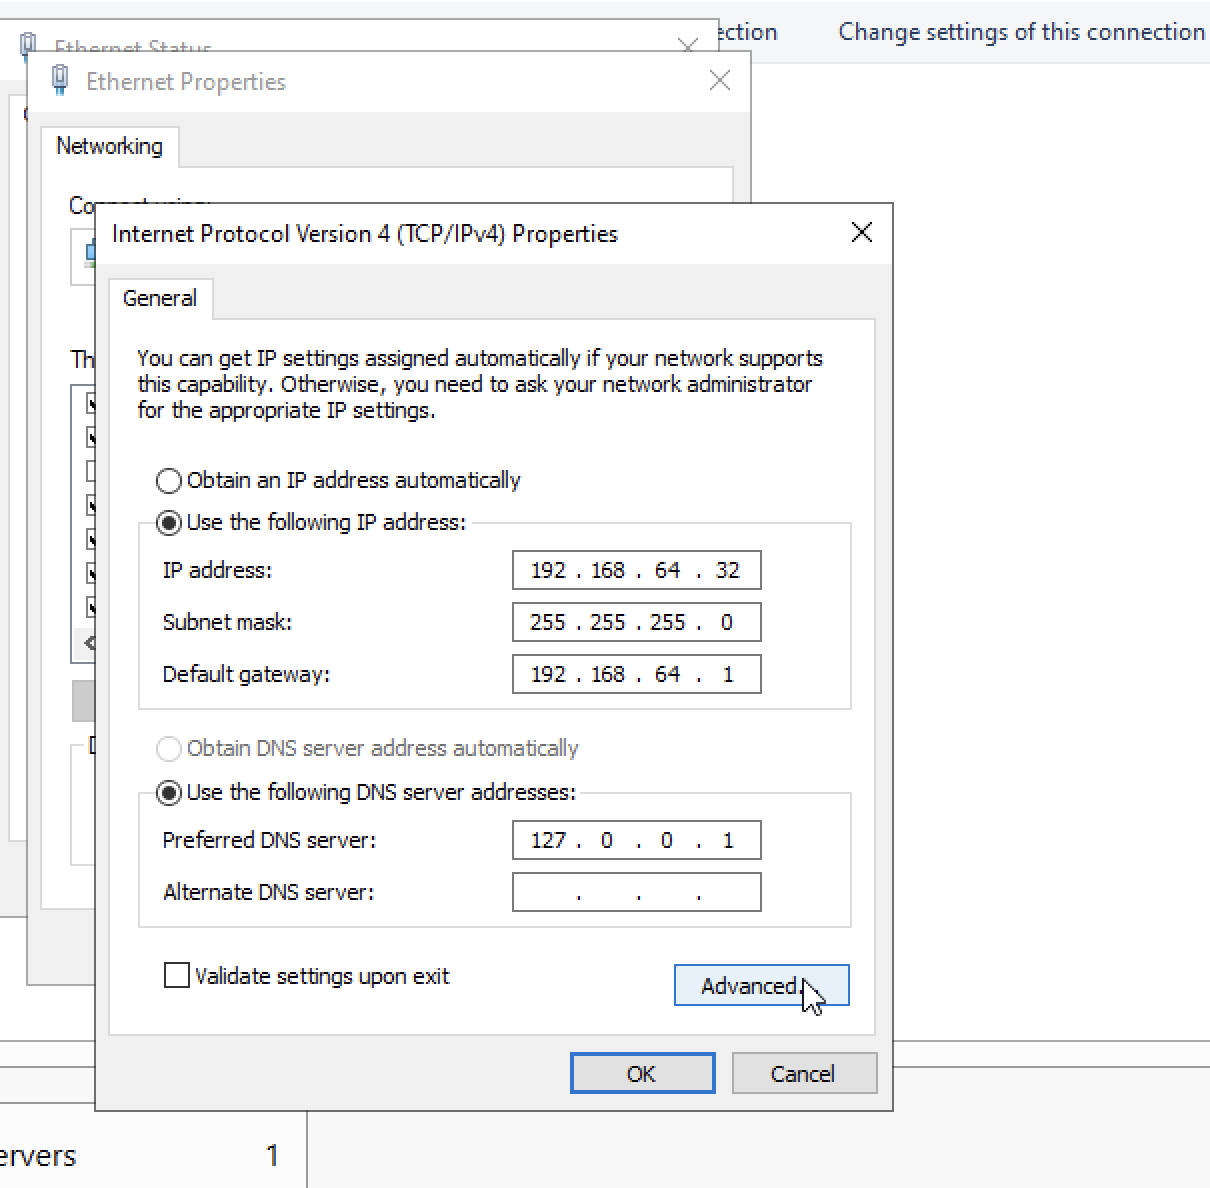 ection
Change settings of this connection
Ethernet Status
Ethernet Properties
Networking
Connect using:
Internet Protocol Version 4 (TCP/IPv4) Properties
General
Th
You can get IP settings assigned automatically if your network supports
this capability. Otherwise, you need to ask your network administrator
for the appropriate IP settings.
Obtain an IP address automatically
Use the following IP address:
IP address:
192 . 168 . 64 . 32
Subnet mask:
255 . 255 . 255 . 0
Default gateway:
192 . 168 . 64 . 1
Obtain DNS server address automatically
Use the following DNS server addresses:
Preferred DNS server:
127 . 0 . 0 . 1
Alternate DNS server:
. . .
Validate settings upon exit
Advanced.
OK
Cancel
ervers
1